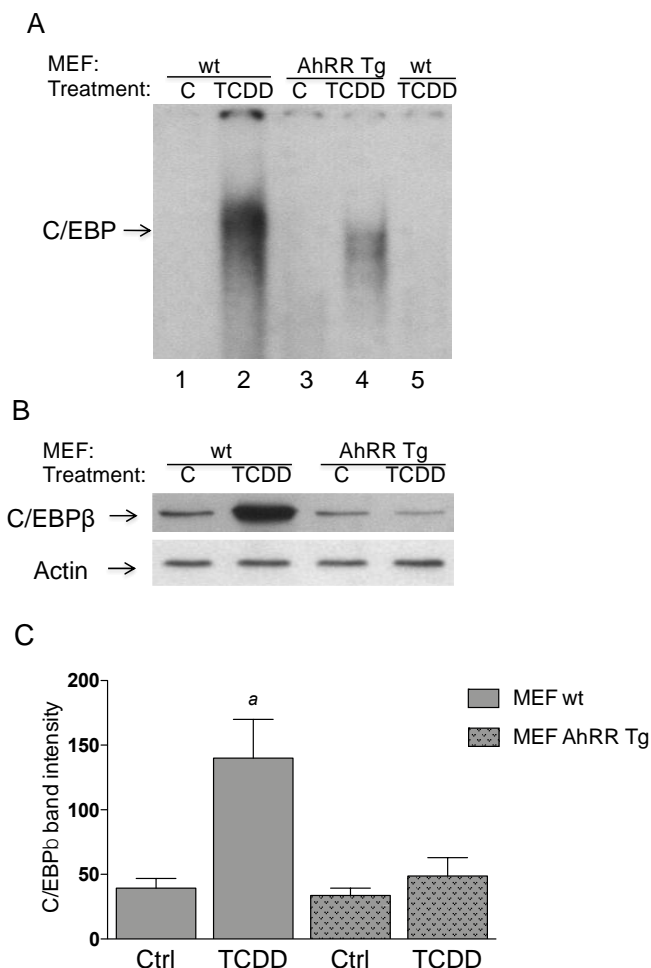 A
MEF: wt AhRR Tg wt
Treatment: C TCDD C TCDD TCDD
C/EBP
1 2 3 4 5
B
MEF: wt AhRR Tg
Treatment: C TCDD C TCDD
C/EBPβ
Actin
C
200
150
100
50
0
C/EBPb band intensity
a
Ctrl TCDD Ctrl TCDD
MEF wt
MEF AhRR Tg